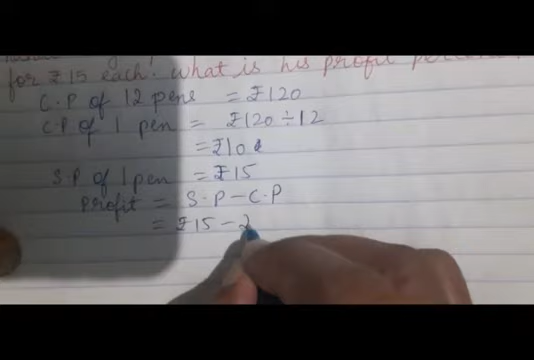 for ₹15 each. What is his profit
C.P of 12 pens = ₹120
CP of 1 pen = ₹120 ÷ 12
= ₹10
S.P of 1 pen = ₹15
Profit = S.P - C.P
= ₹15 -